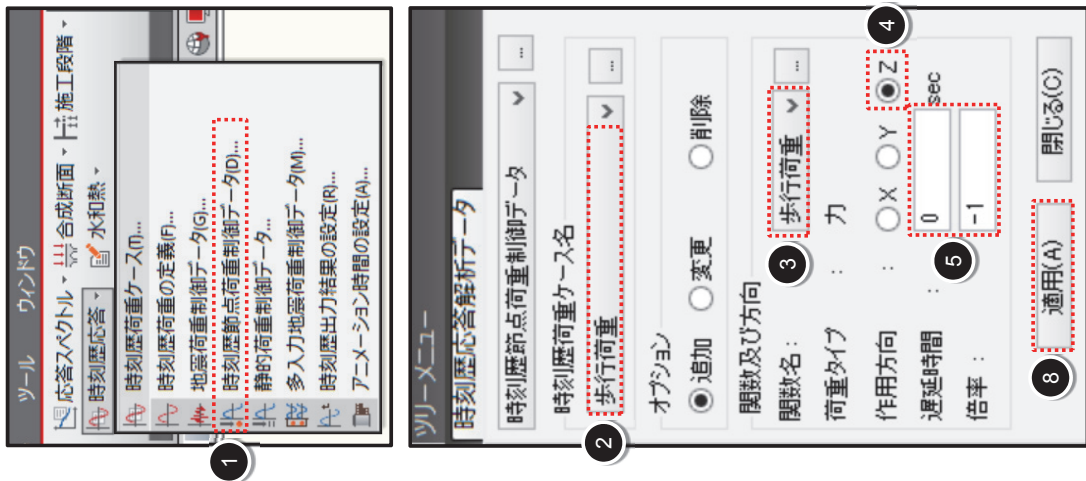 ツール ウィンドウ
応答スペクトル 合成断面 施工段階
時刻歴応答 水和熱
時刻歴荷重ケース(T)...
時刻歴荷重の定義(F)...
地震荷重制御データ(G)...
時刻歴節点荷重制御データ(D)...
静的荷重制御データ...
多入力地震荷重制御データ(M)...
時刻歴出力結果の設定(R)...
アニメーション時間の設定(A)...
1
ツリーメニュー
時刻歴応答解析データ
時刻歴節点荷重制御データ ...
時刻歴荷重ケース名
歩行荷重 ...
2
オプション
追加 変更 削除
関数及び方向
関数名: 歩行荷重 ...
3
荷重タイプ : 力
作用方向 : X Y Z
4
遅延時間 : 0 sec
倍率 : -1
5
適用(A) 閉じる(C)
8